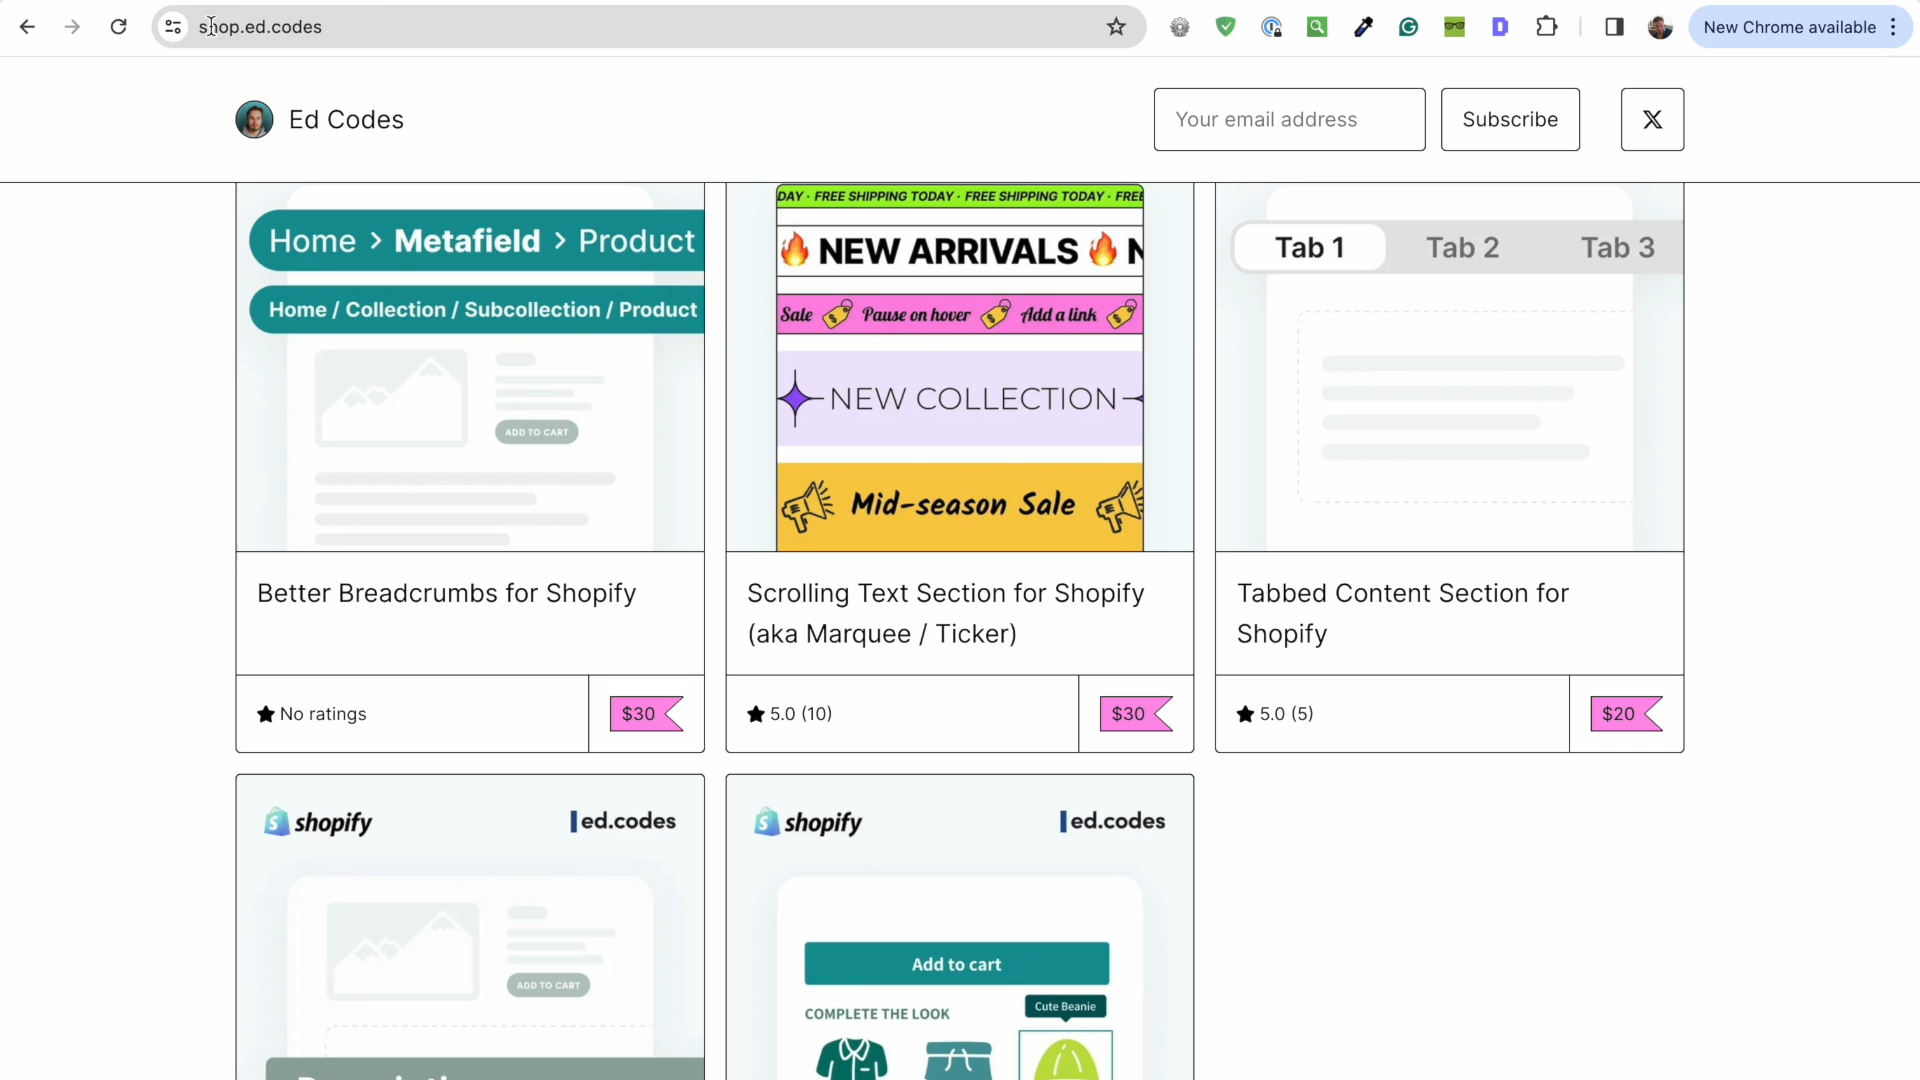 shop.ed.codes
New Chrome available
Ed Codes
Your email address
Subscribe
Home > Metafield > Product
Home / Collection / Subcollection / Product
ADD TO CART
Better Breadcrumbs for Shopify
No ratings
$30
DAY · FREE SHIPPING TODAY · FREE SHIPPING TODAY · FREE
NEW ARRIVALS N
Sale Pause on hover Add a link
NEW COLLECTION
Mid-season Sale
Scrolling Text Section for Shopify
(aka Marquee / Ticker)
5.0 (10)
$30
Tab 1 Tab 2 Tab 3
Tabbed Content Section for
Shopify
5.0 (5)
$20
shopify
ed.codes
ADD TO CART
shopify
ed.codes
Add to cart
COMPLETE THE LOOK
Cute Beanie